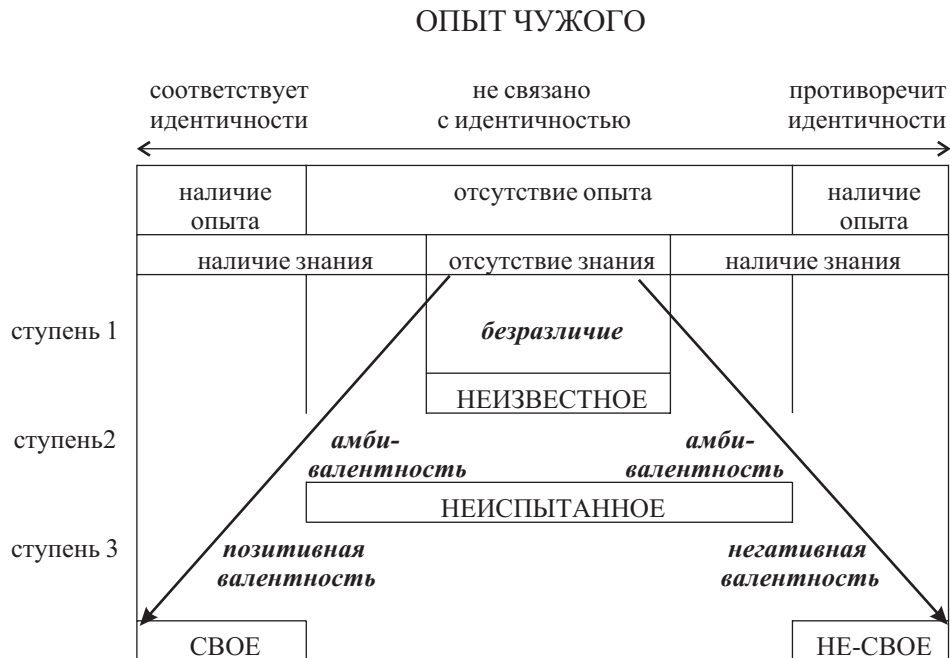 ОПЫТ ЧУЖОГО
соответствует не связано противоречит
идентичности с идентичностью идентичности
наличие отсутствие опыта наличие
опыта опыта
наличие знания отсутствие знания наличие знания
ступень 1 безразличие
НЕИЗВЕСТНОЕ
ступень2 амби- амби-
валентность валентность
НЕИСПЫТАННОЕ
ступень 3 позитивная негативная
валентность валентность
СВОЕ НЕ-СВОЕ